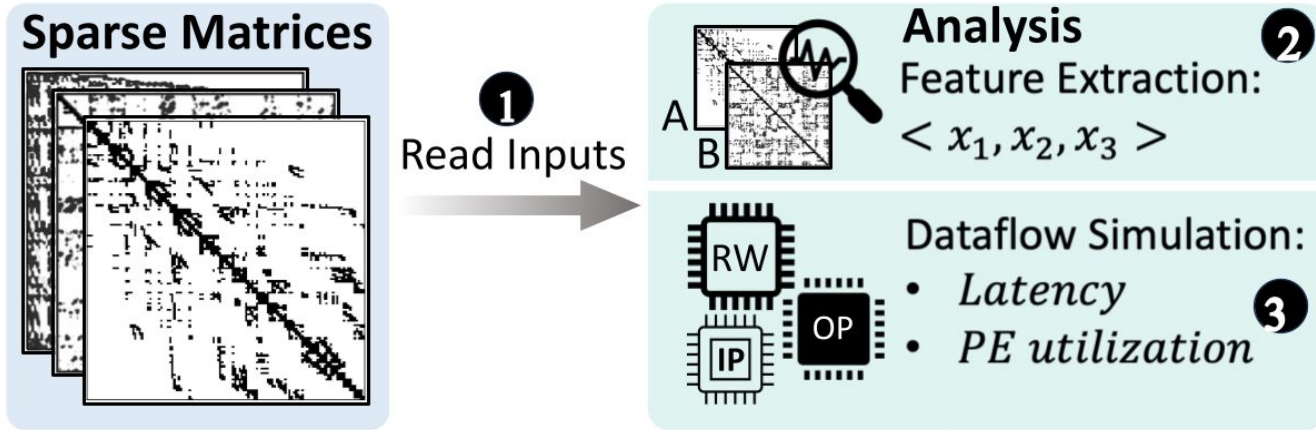 Sparse Matrices
1
Read Inputs
A
B
Analysis
2
Feature Extraction:
< x₁, x₂, x₃ >
RW
OP
IP
Dataflow Simulation:
• Latency
3
• PE utilization